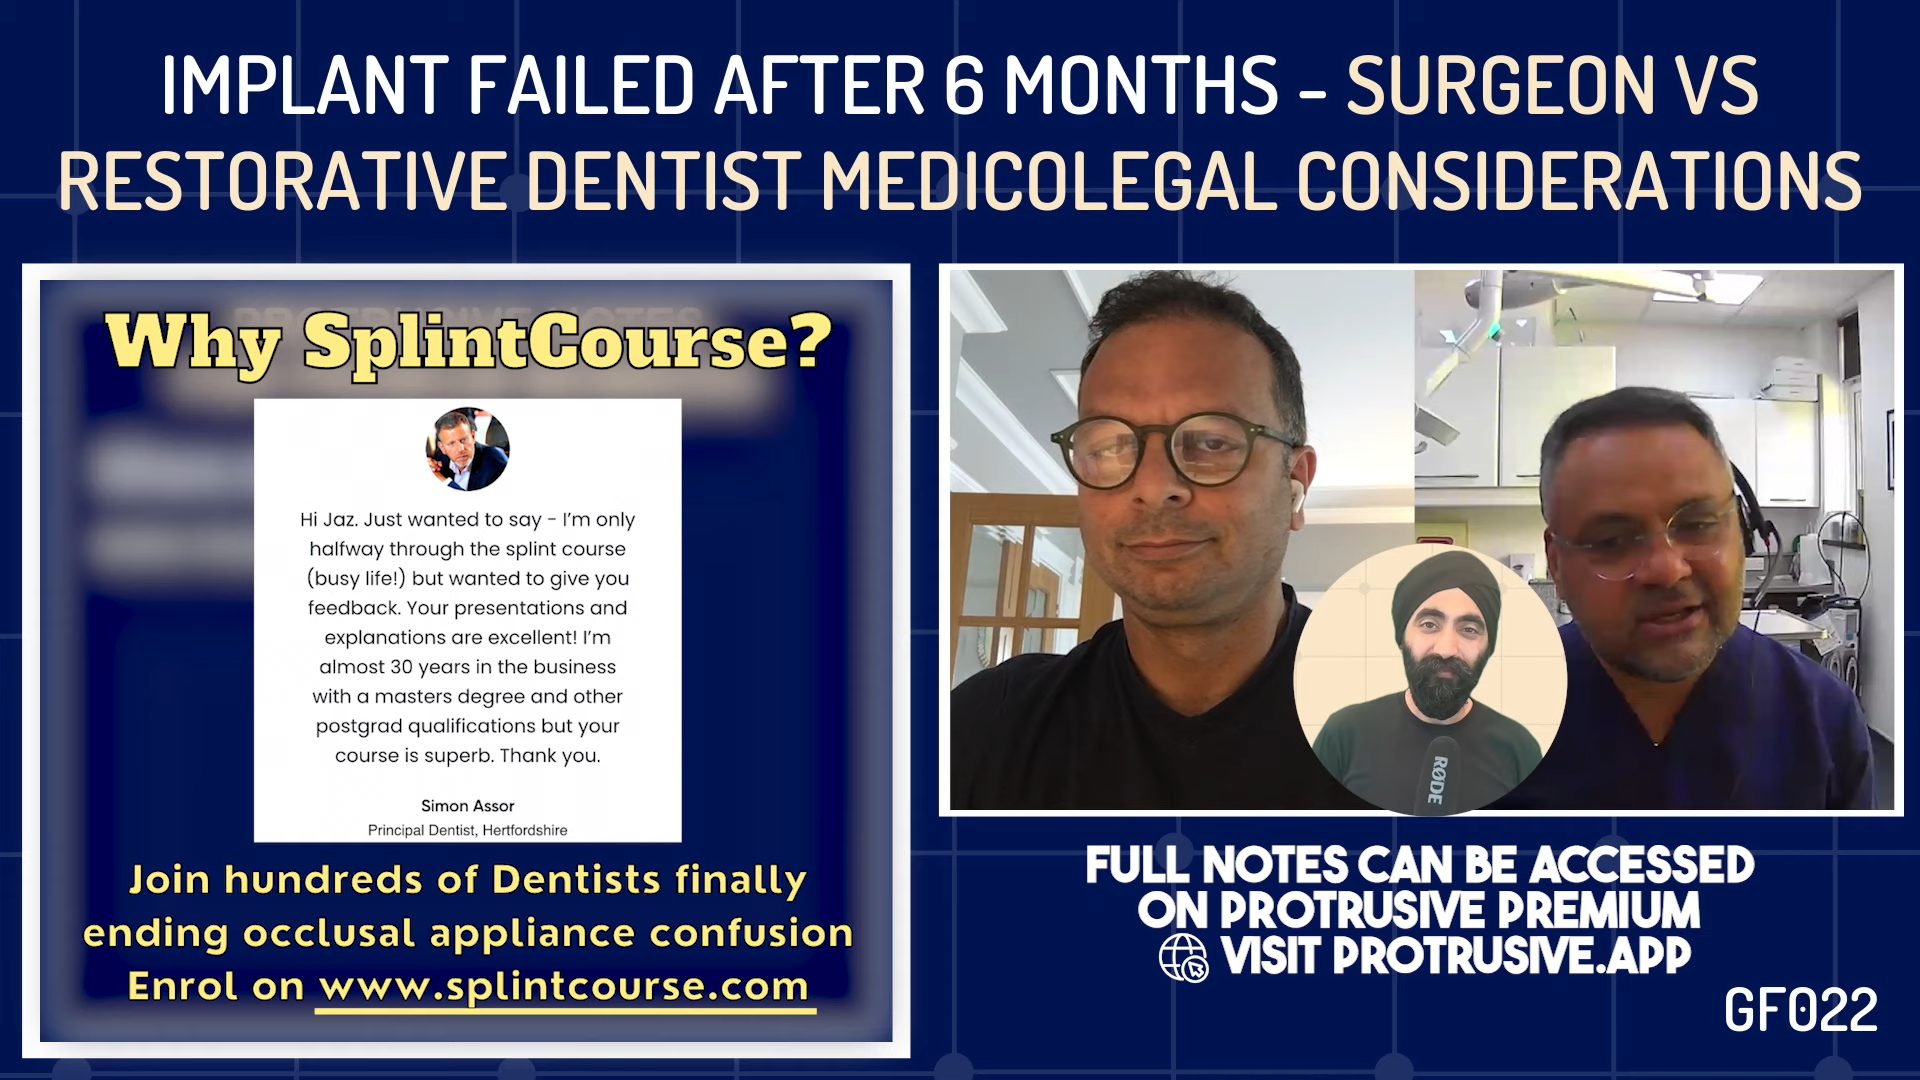 IMPLANT FAILED AFTER 6 MONTHS - SURGEON VS
RESTORATIVE DENTIST MEDICOLEGAL CONSIDERATIONS
Why SplintCourse?
Hi Jaz. Just wanted to say - I'm only
halfway through the splint course
(busy life!) but wanted to give you
feedback. Your presentations and
explanations are excellent! I'm
almost 30 years in the business
with a masters degree and other
postgrad qualifications but your
course is superb. Thank you.
Simon Assor
Principal Dentist, Hertfordshire
Join hundreds of Dentists finally
ending occlusal appliance confusion
Enrol on www.splintcourse.com
RØDE
FULL NOTES CAN BE ACCESSED
ON PROTRUSIVE PREMIUM
VISIT PROTRUSIVE.APP
GF022